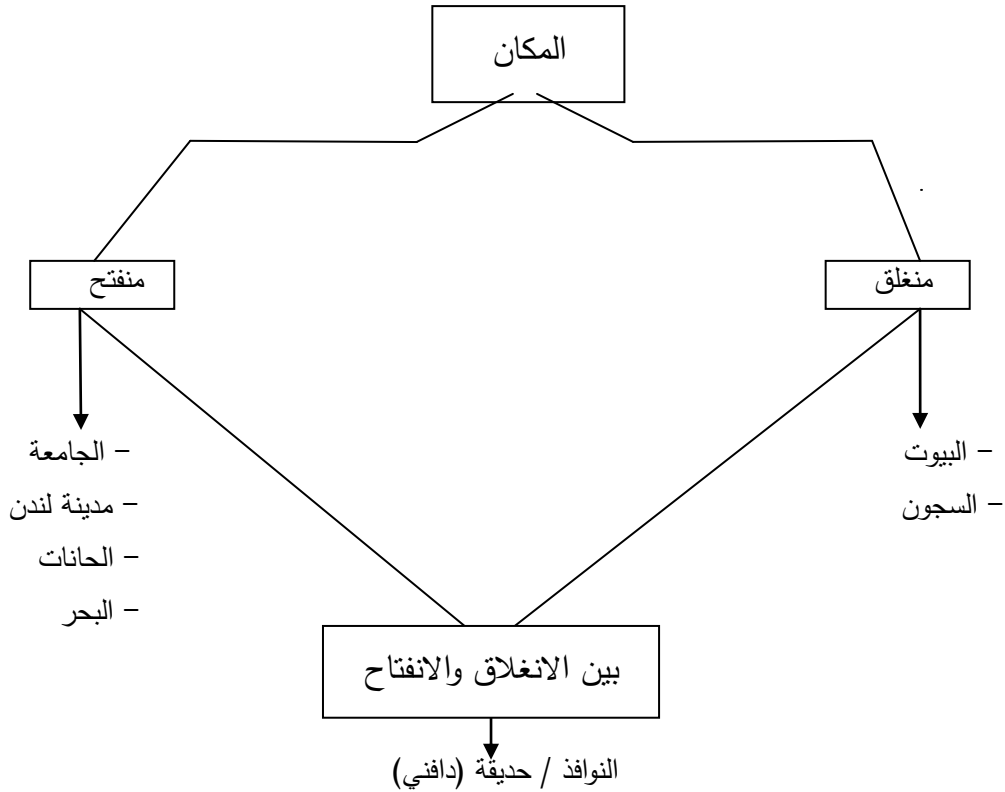 المكان
منغلق
منفتح
- البيوت
- السجون
- الجامعة
- مدينة لندن
- الحانات
- البحر
بين الانغلاق والانفتاح
النوافذ / حديقة (دافني)